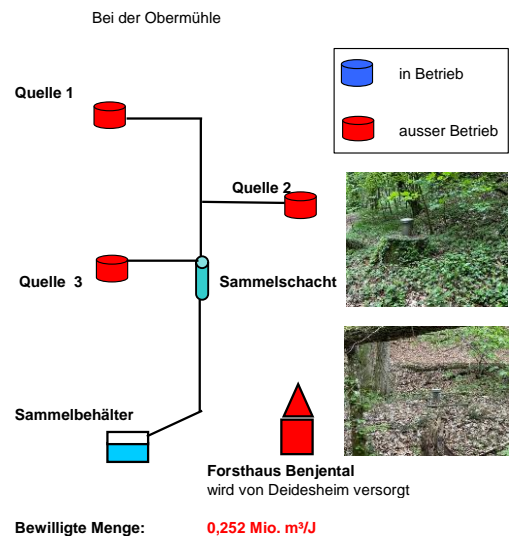 Bei der Obermühle
in Betrieb
ausser Betrieb
Quelle 1
Quelle 2
Quelle 3
Sammelschacht
Sammelbehälter
Forsthaus Benjental
wird von Deidesheim versorgt
Bewilligte Menge: 0,252 Mio. m³/J